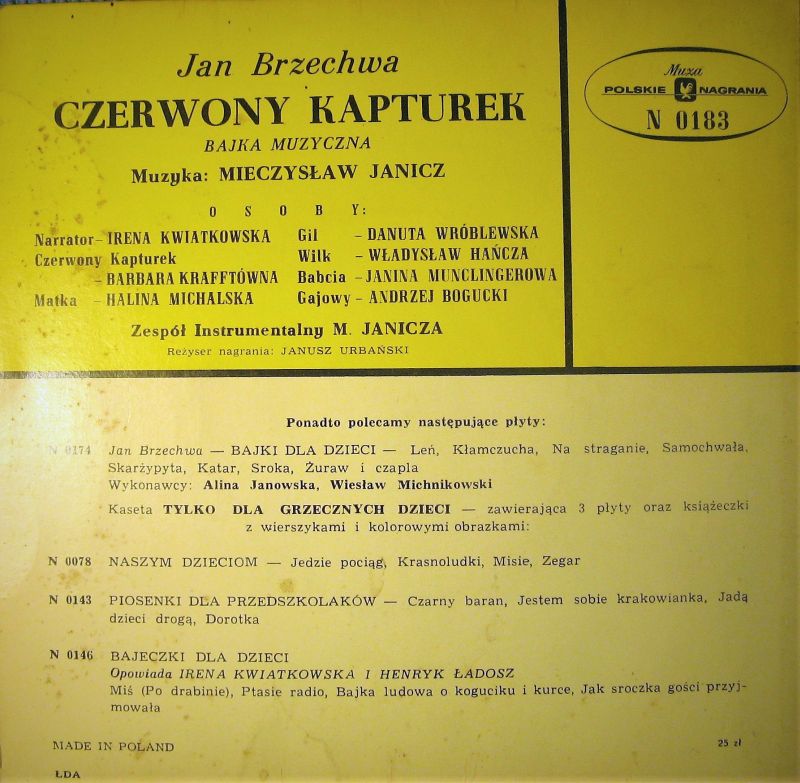 Jan Brzechwa
CZERWONY KAPTUREK
BAJKA MUZYCZNA
Muzyka: MIECZYSŁAW JANICZ
Muza
POLSKIE NAGRANIA
N 0183
OSOBY:
Narrator – IRENA KWIATKOWSKA
Czerwony Kapturek
– BARBARA KRAFFTÓWNA
Matka – HALINA MICHALSKA
Gil – DANUTA WRÓBLEWSKA
Wilk – WŁADYSŁAW HAŃCZA
Babcia – JANINA MUNCLINGEROWA
Gajowy – ANDRZEJ BOGUCKI
Zespół Instrumentalny M. JANICZA
Reżyser nagrania: JANUSZ URBAŃSKI
Ponadto polecamy następujące płyty:
N 0174 Jan Brzechwa — BAJKI DLA DZIECI — Leń, Kłamczucha, Na straganie, Samochwała,
Skarżypyta, Katar, Sroka, Żuraw i czapla
Wykonawcy: Alina Janowska, Wiesław Michnikowski
Kaseta TYLKO DLA GRZECZNYCH DZIECI — zawierająca 3 płyty oraz książeczki
z wierszykami i kolorowymi obrazkami:
N 0078 NASZYM DZIECIOM — Jedzie pociąg, Krasnoludki, Misie, Zegar
N 0143 PIOSENKI DLA PRZEDSZKOLAKÓW — Czarny baran, Jestem sobie krakowianka, Jadą
dzieci drogą, Dorotka
N 0146 BAJECZKI DLA DZIECI
Opowiada IRENA KWIATKOWSKA I HENRYK ŁADOSZ
Miś (Po drabinie), Ptasie radio, Bajka ludowa o koguciku i kurce, Jak sroczka gości przyj-
mowała
MADE IN POLAND
25 zł
ŁDA